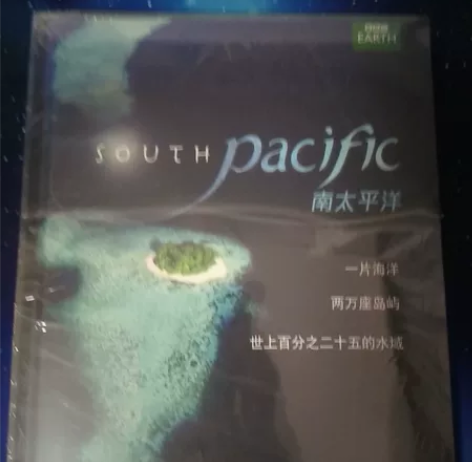 BBC
EARTH
SOUTH pacific
南太平洋
一片海洋
两万座岛屿
世上百分之二十五的水域